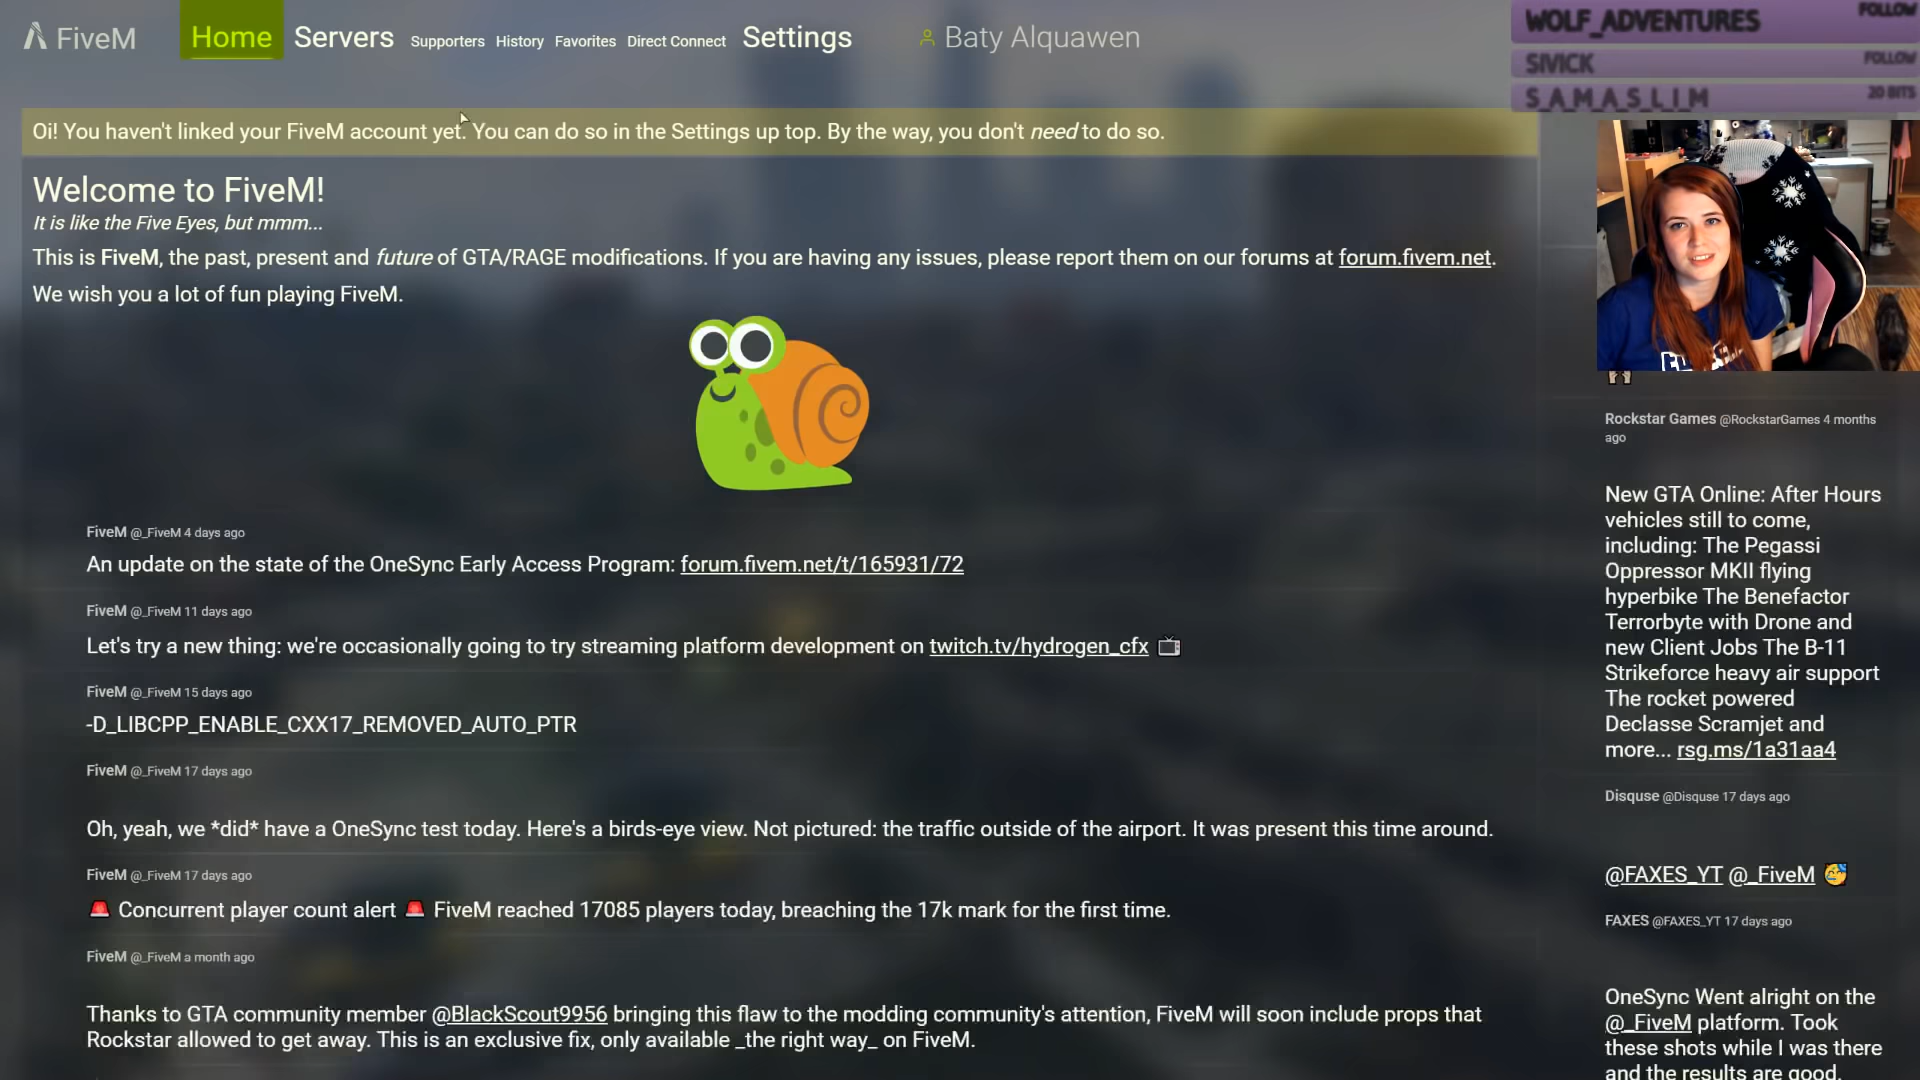 FiveM
Home Servers Supporters History Favorites Direct Connect Settings Baty Alquawen
WOLF_ADVENTURES FOLLOW
SIVICK FOLLOW
S_A_M_A_S_L_I_M 20 BITS
Oi! You haven't linked your FiveM account yet. You can do so in the Settings up top. By the way, you don't need to do so.
Welcome to FiveM!
It is like the Five Eyes, but mmm...
This is FiveM, the past, present and future of GTA/RAGE modifications. If you are having any issues, please report them on our forums at forum.fivem.net.
We wish you a lot of fun playing FiveM.
FiveM @_FiveM 4 days ago
An update on the state of the OneSync Early Access Program: forum.fivem.net/t/165931/72
FiveM @_FiveM 11 days ago
Let's try a new thing: we're occasionally going to try streaming platform development on twitch.tv/hydrogen_cfx 📺
FiveM @_FiveM 15 days ago
-D_LIBCPP_ENABLE_CXX17_REMOVED_AUTO_PTR
FiveM @_FiveM 17 days ago
Oh, yeah, we *did* have a OneSync test today. Here's a birds-eye view. Not pictured: the traffic outside of the airport. It was present this time around.
FiveM @_FiveM 17 days ago
🚨 Concurrent player count alert 🚨 FiveM reached 17085 players today, breaching the 17k mark for the first time.
FiveM @_FiveM a month ago
Thanks to GTA community member @BlackScout9956 bringing this flaw to the modding community's attention, FiveM will soon include props that
Rockstar allowed to get away. This is an exclusive fix, only available _the right way_ on FiveM.
Rockstar Games @RockstarGames 4 months
ago
New GTA Online: After Hours
vehicles still to come,
including: The Pegassi
Oppressor MKII flying
hyperbike The Benefactor
Terrorbyte with Drone and
new Client Jobs The B-11
Strikeforce heavy air support
The rocket powered
Declasse Scramjet and
more... rsg.ms/1a31aa4
Disquse @Disquse 17 days ago
@FAXES_YT @_FiveM 🥳
FAXES @FAXES_YT 17 days ago
OneSync Went alright on the
@_FiveM platform. Took
these shots while I was there
and the results are good.